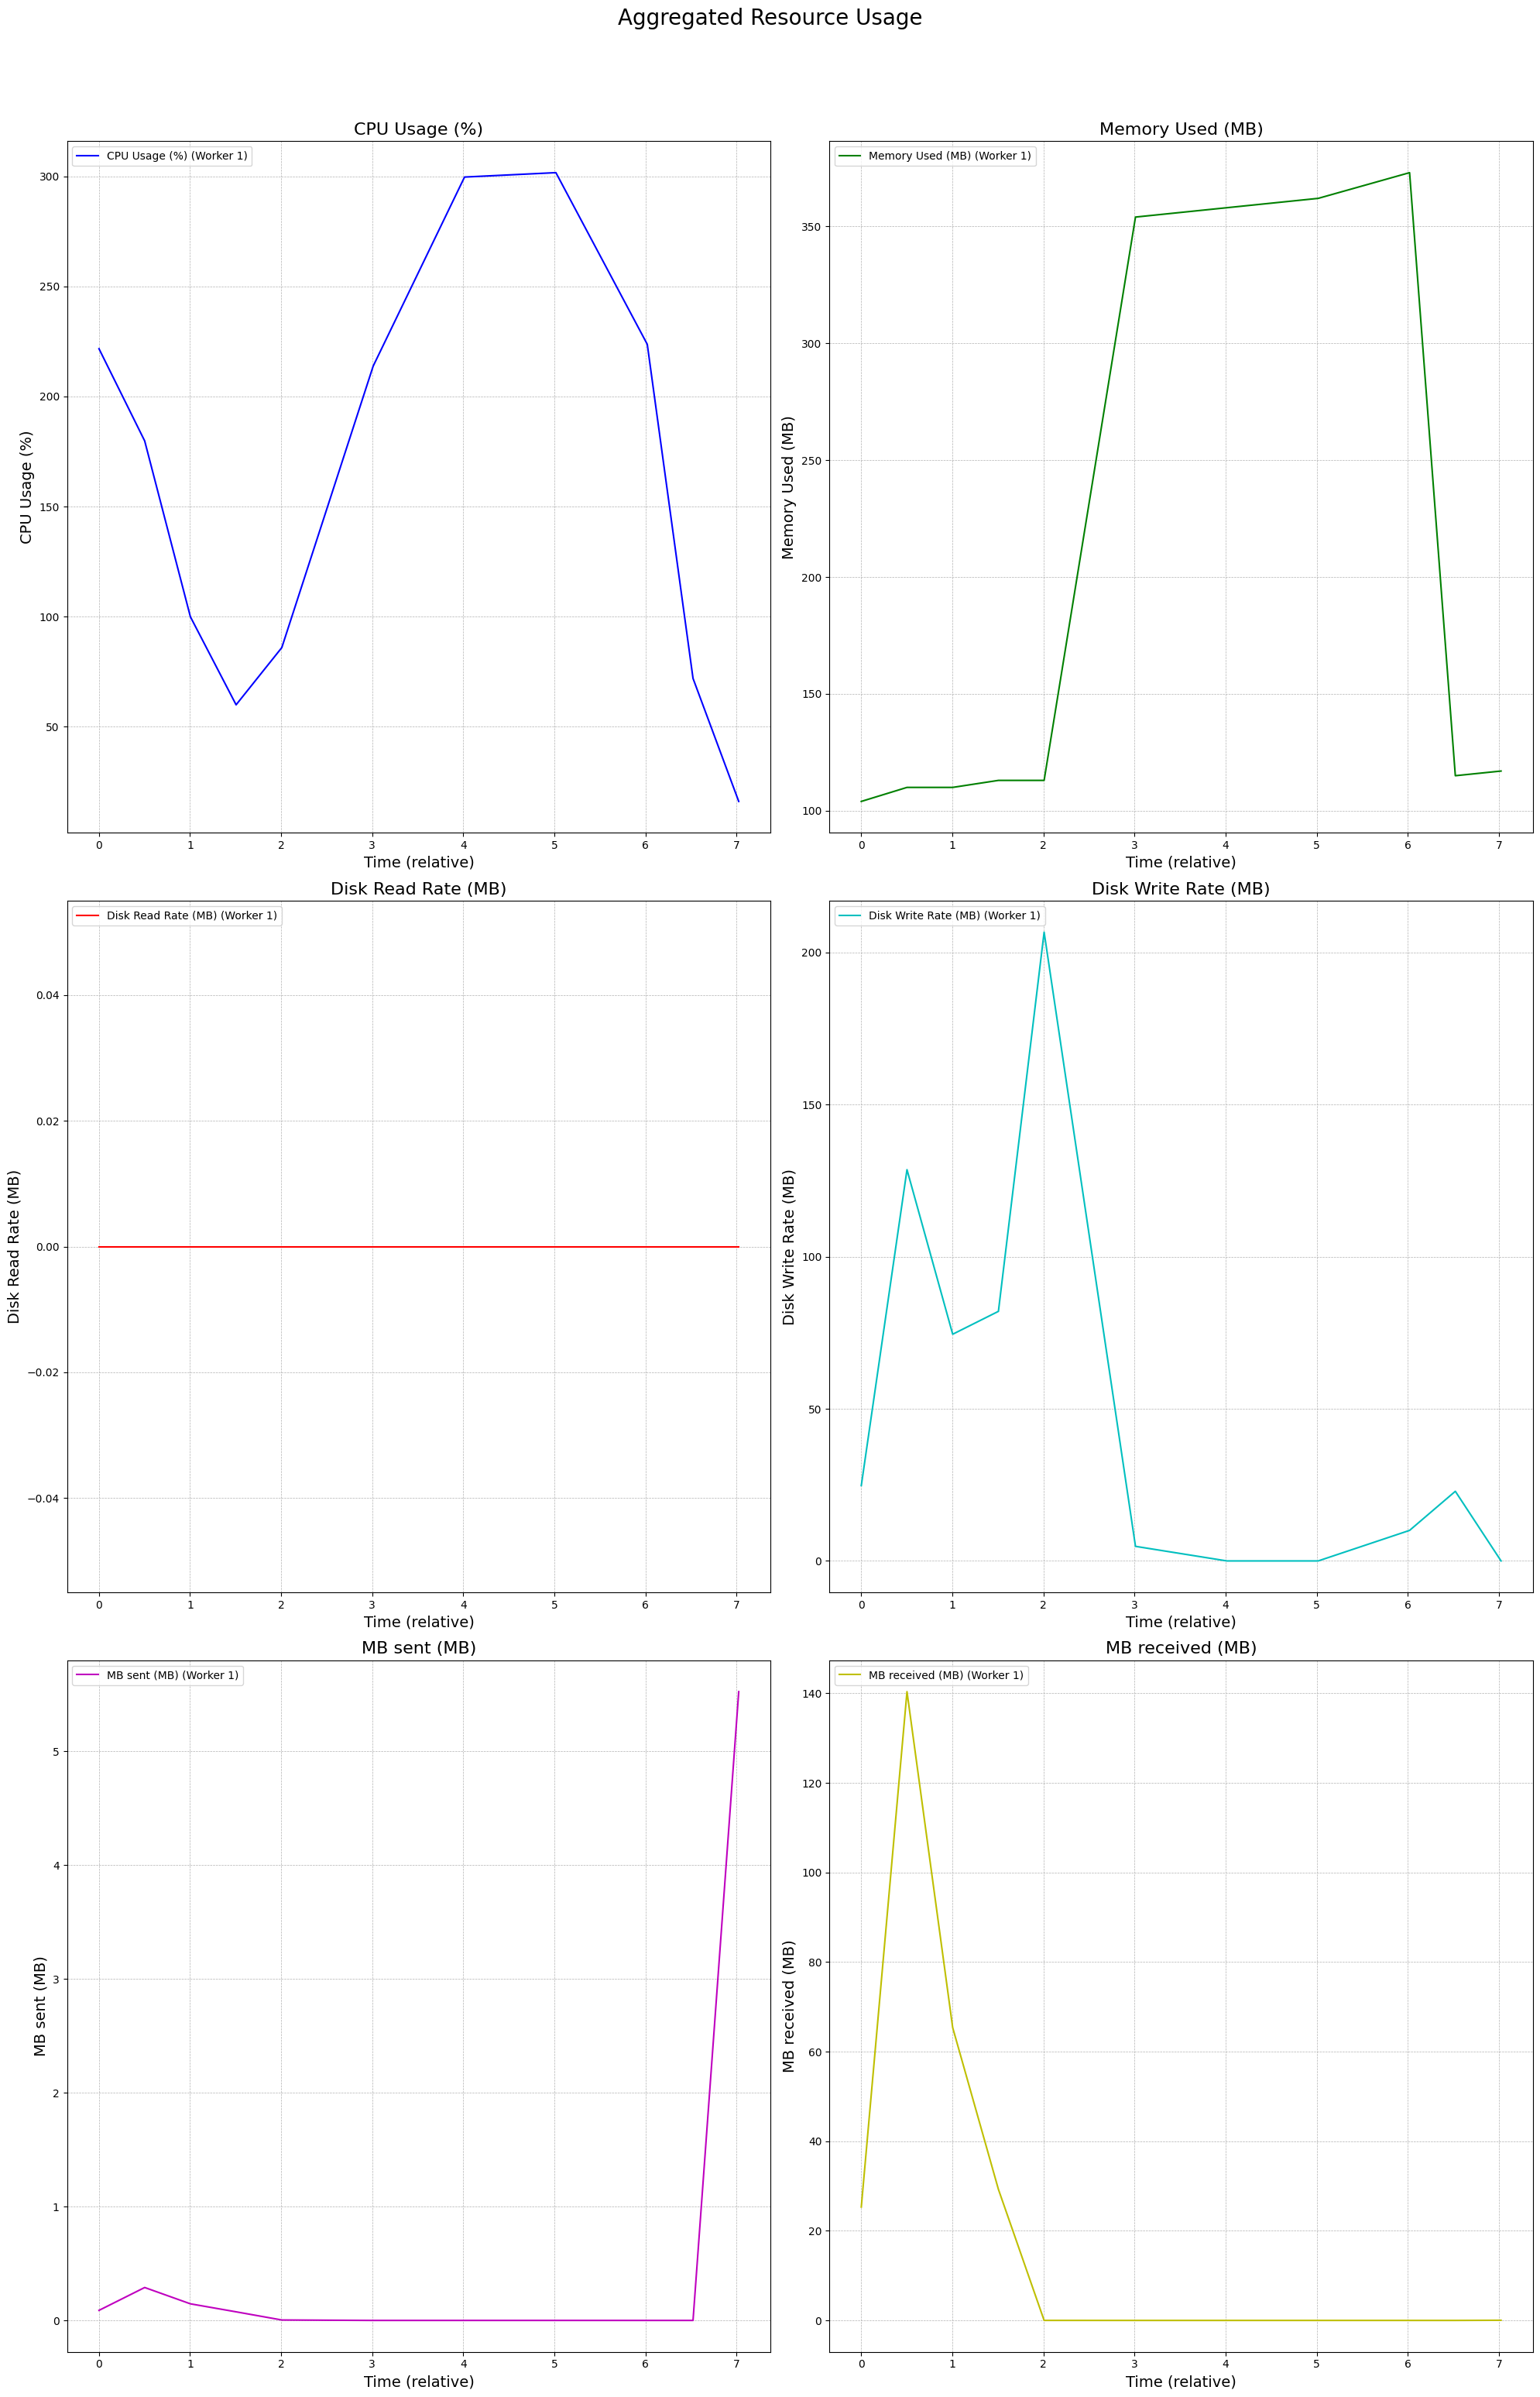 Aggregated Resource Usage
CPU Usage (%)
CPU Usage (%) (Worker 1)
CPU Usage (%)
300
250
200
150
100
50
0 1 2 3 4 5 6 7
Time (relative)
Memory Used (MB)
Memory Used (MB) (Worker 1)
Memory Used (MB)
350
300
250
200
150
100
0 1 2 3 4 5 6 7
Time (relative)
Disk Read Rate (MB)
Disk Read Rate (MB) (Worker 1)
Disk Read Rate (MB)
0.04
0.02
0.00
−0.02
−0.04
0 1 2 3 4 5 6 7
Time (relative)
Disk Write Rate (MB)
Disk Write Rate (MB) (Worker 1)
Disk Write Rate (MB)
200
150
100
50
0
0 1 2 3 4 5 6 7
Time (relative)
MB sent (MB)
MB sent (MB) (Worker 1)
MB sent (MB)
5
4
3
2
1
0
0 1 2 3 4 5 6 7
Time (relative)
MB received (MB)
MB received (MB) (Worker 1)
MB received (MB)
140
120
100
80
60
40
20
0
0 1 2 3 4 5 6 7
Time (relative)